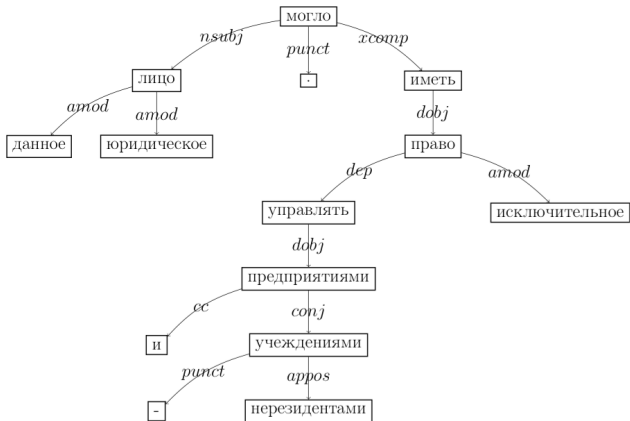 могло
nsubj
punct
xcomp
лицо
.
иметь
amod
amod
dobj
данное
юридическое
право
dep
amod
управлять
исключительное
dobj
предприятиями
cc
conj
и
учеждениями
punct
appos
-
нерезидентами